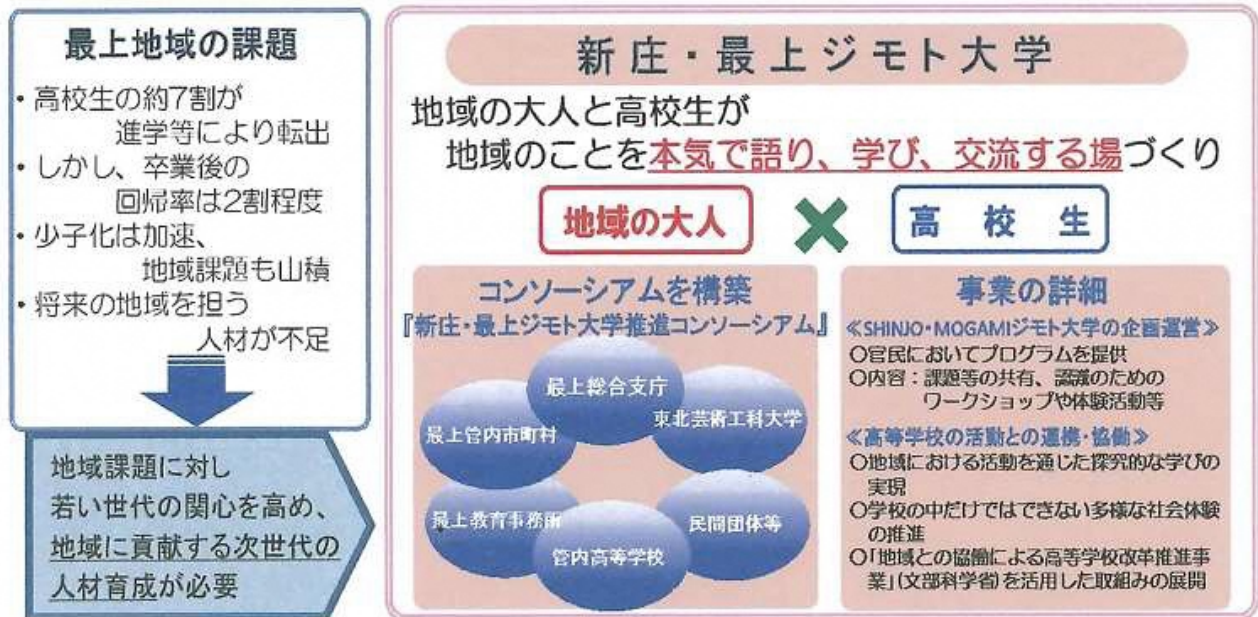 最上地域の課題
・高校生の約7割が
進学等により転出
・しかし、卒業後の
回帰率は2割程度
・少子化は加速、
地域課題も山積
・将来の地域を担う
人材が不足
地域課題に対し
若い世代の関心を高め、
地域に貢献する次世代の
人材育成が必要
新庄・最上ジモト大学
地域の大人と高校生が
地域のことを本気で語り、学び、交流する場づくり
地域の大人
高校生
コンソーシアムを構築
『新庄・最上ジモト大学推進コンソーシアム』
最上総合支庁
東北芸術工科大学
最上管内市町村
最上教育事務所
民間団体等
管内高等学校
事業の詳細
≪SHINJO・MOGAMIジモト大学の企画運営≫
○官民においてプログラムを提供
○内容：課題等の共有、認識のための
ワークショップや体験活動等
≪高等学校の活動との連携・協働≫
○地域における活動を通じた探究的な学びの
実現
○学校の中だけではできない多様な社会体験
の推進
○「地域との協働による高等学校改革推進事
業」(文部科学省)を活用した取組みの展開